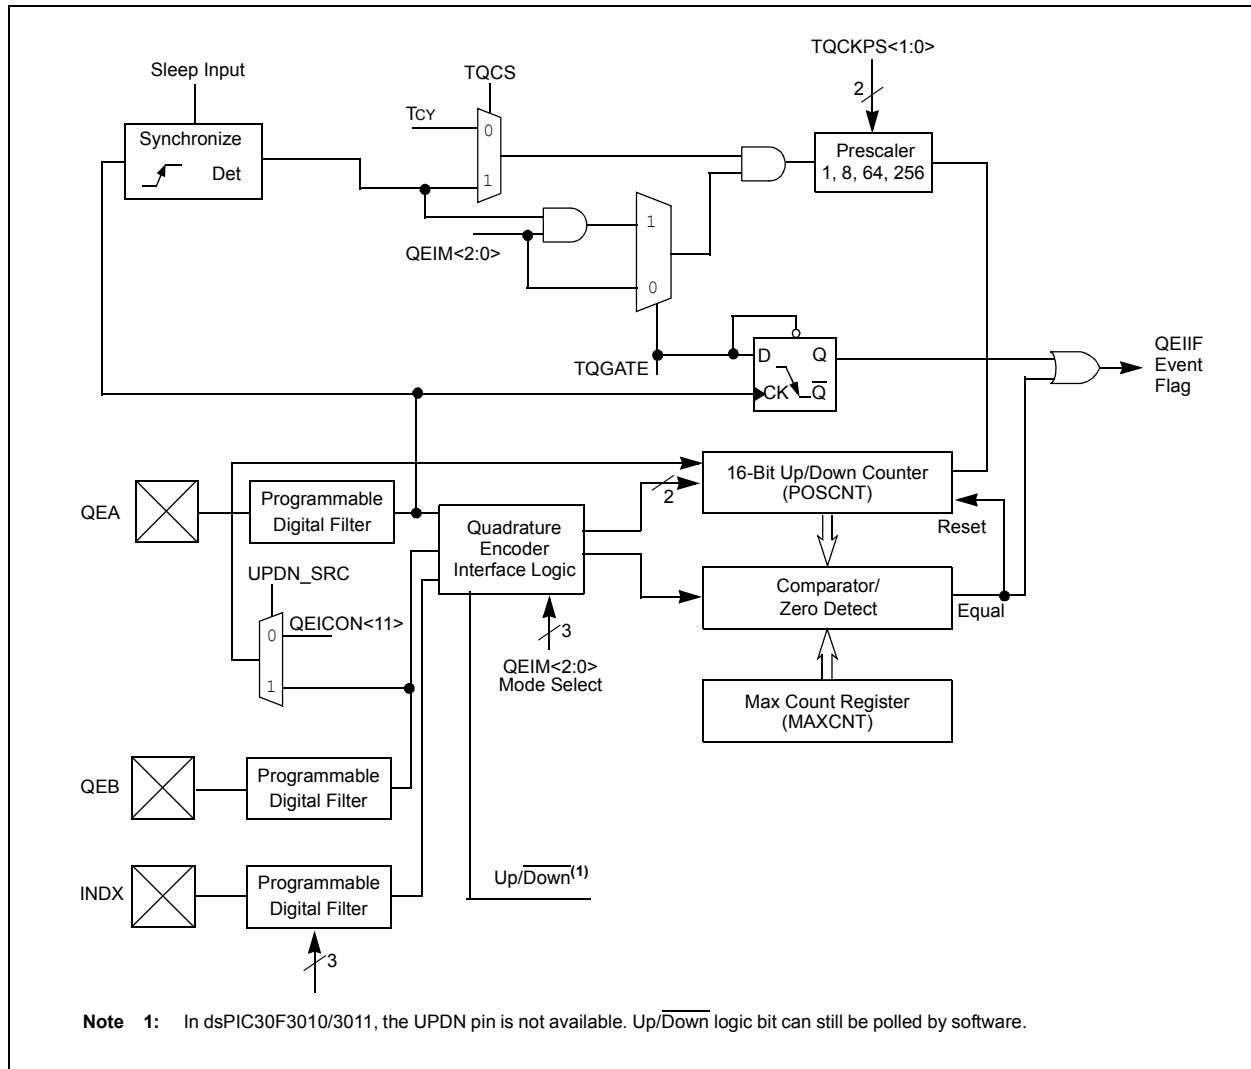 TQCKPS<1:0>
Sleep Input
TQCS
2
TCY
0
Synchronize
Det
1
Prescaler
1, 8, 64, 256
1
QEIM<2:0>
0
D Q
TQGATE
CK Q
QEIIF
Event
Flag
16-Bit Up/Down Counter
(POSCNT)
2
Programmable
Digital Filter
QEA
Quadrature
Encoder
Interface Logic
Reset
UPDN_SRC
Comparator/
Zero Detect
Equal
0
QEICON<11>
3
QEIM<2:0>
Mode Select
1
Max Count Register
(MAXCNT)
QEB
Programmable
Digital Filter
Up/Down(1)
INDX
Programmable
Digital Filter
3
Note 1: In dsPIC30F3010/3011, the UPDN pin is not available. Up/Down logic bit can still be polled by software.